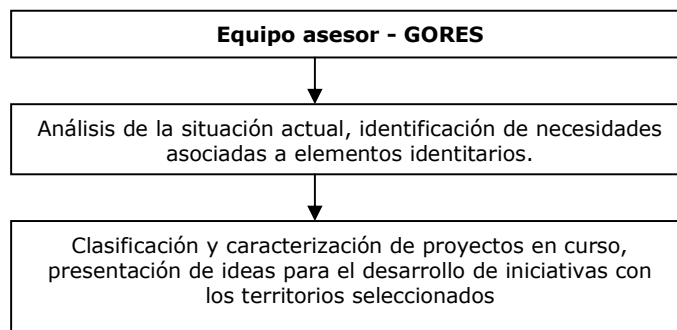 Equipo asesor - GORES
Análisis de la situación actual, identificación de necesidades
asociadas a elementos identitarios.
Clasificación y caracterización de proyectos en curso,
presentación de ideas para el desarrollo de iniciativas con
los territorios seleccionados